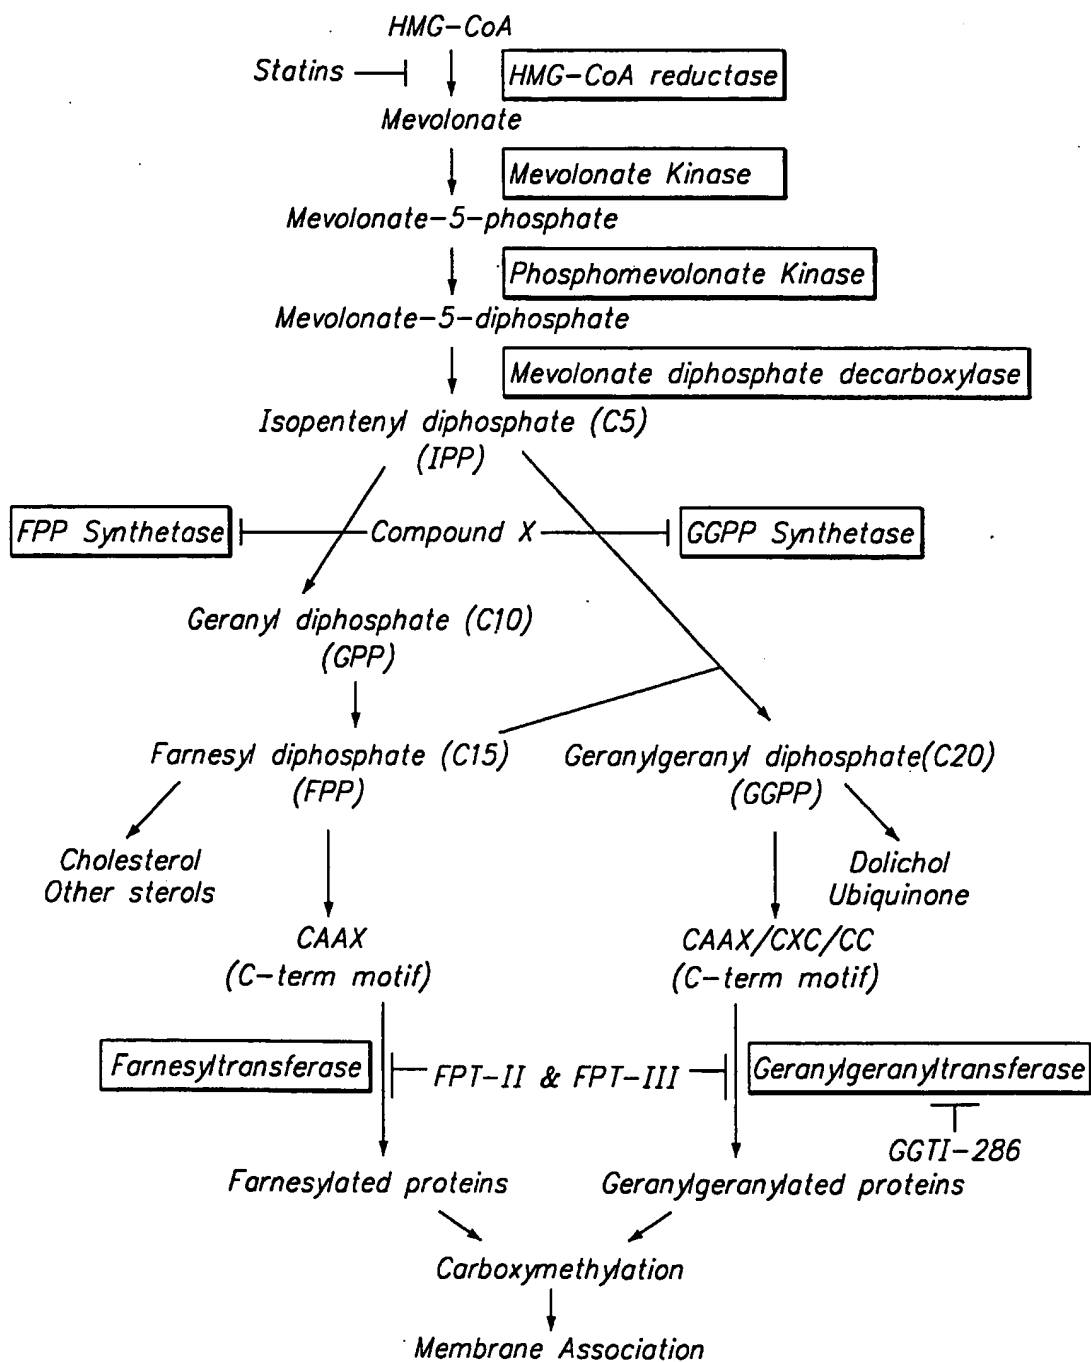 HMG-CoA
Statins
HMG-CoA reductase
Mevolonate
Mevolonate Kinase
Mevolonate-5-phosphate
Phosphomevolonate Kinase
Mevolonate-5-diphosphate
Mevolonate diphosphate decarboxylase
Isopentenyl diphosphate (C5)
(IPP)
FPP Synthetase
Compound X
GGPP Synthetase
Geranyl diphosphate (C10)
(GPP)
Farnesyl diphosphate (C15)
(FPP)
Geranylgeranyl diphosphate(C20)
(GGPP)
Cholesterol
Other sterols
Dolichol
Ubiquinone
CAAX
(C-term motif)
CAAX/CXC/CC
(C-term motif)
Farnesyltransferase
FPT-II & FPT-III
Geranylgeranyltransferase
GGTI-286
Farnesylated proteins
Geranylgeranylated proteins
Carboxymethylation
Membrane Association